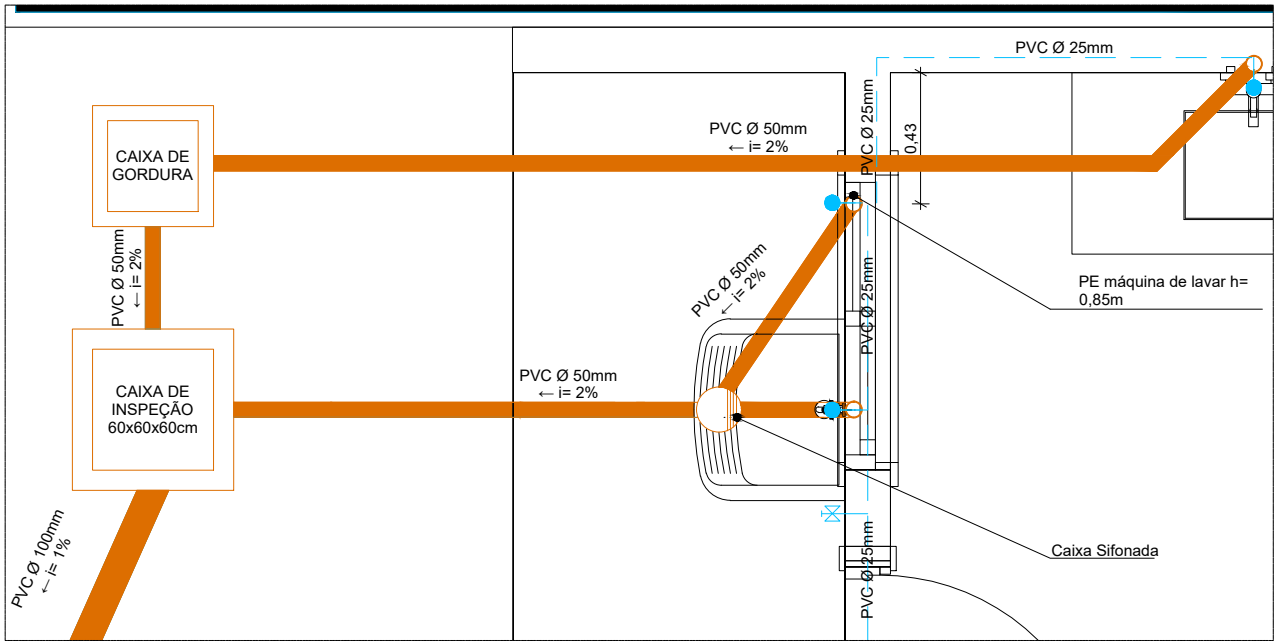 PVC Ø 25mm
PVC Ø 50mm
← i= 2%
PVC Ø 25mm
0,43
CAIXA DE
GORDURA
PVC Ø 50mm
← i= 2%
PVC Ø 50mm
← i= 2%
PVC Ø 25mm
PE máquina de lavar h=
0,85m
CAIXA DE
INSPEÇÃO
60x60x60cm
PVC Ø 50mm
← i= 2%
PVC Ø 100mm
← i= 1%
PVC Ø 25mm
Caixa Sifonada